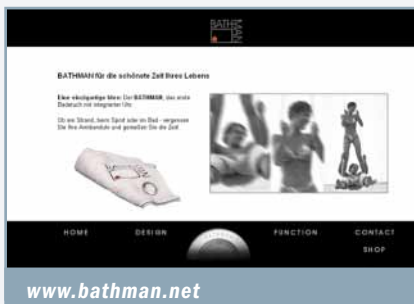 BATHMAN
BATHMAN für die schönste Zeit Ihres Lebens
Eine einzigartige Idee: Der BATHMAN, das erste
Badetuch mit integrierter Uhr.
Ob am Strand, beim Sport oder im Bad - vergessen
Sie Ihre Armbanduhr und genießen Sie die Zeit
HOME
DESIGN
FUNCTION
CONTACT
SHOP
www.bathman.net